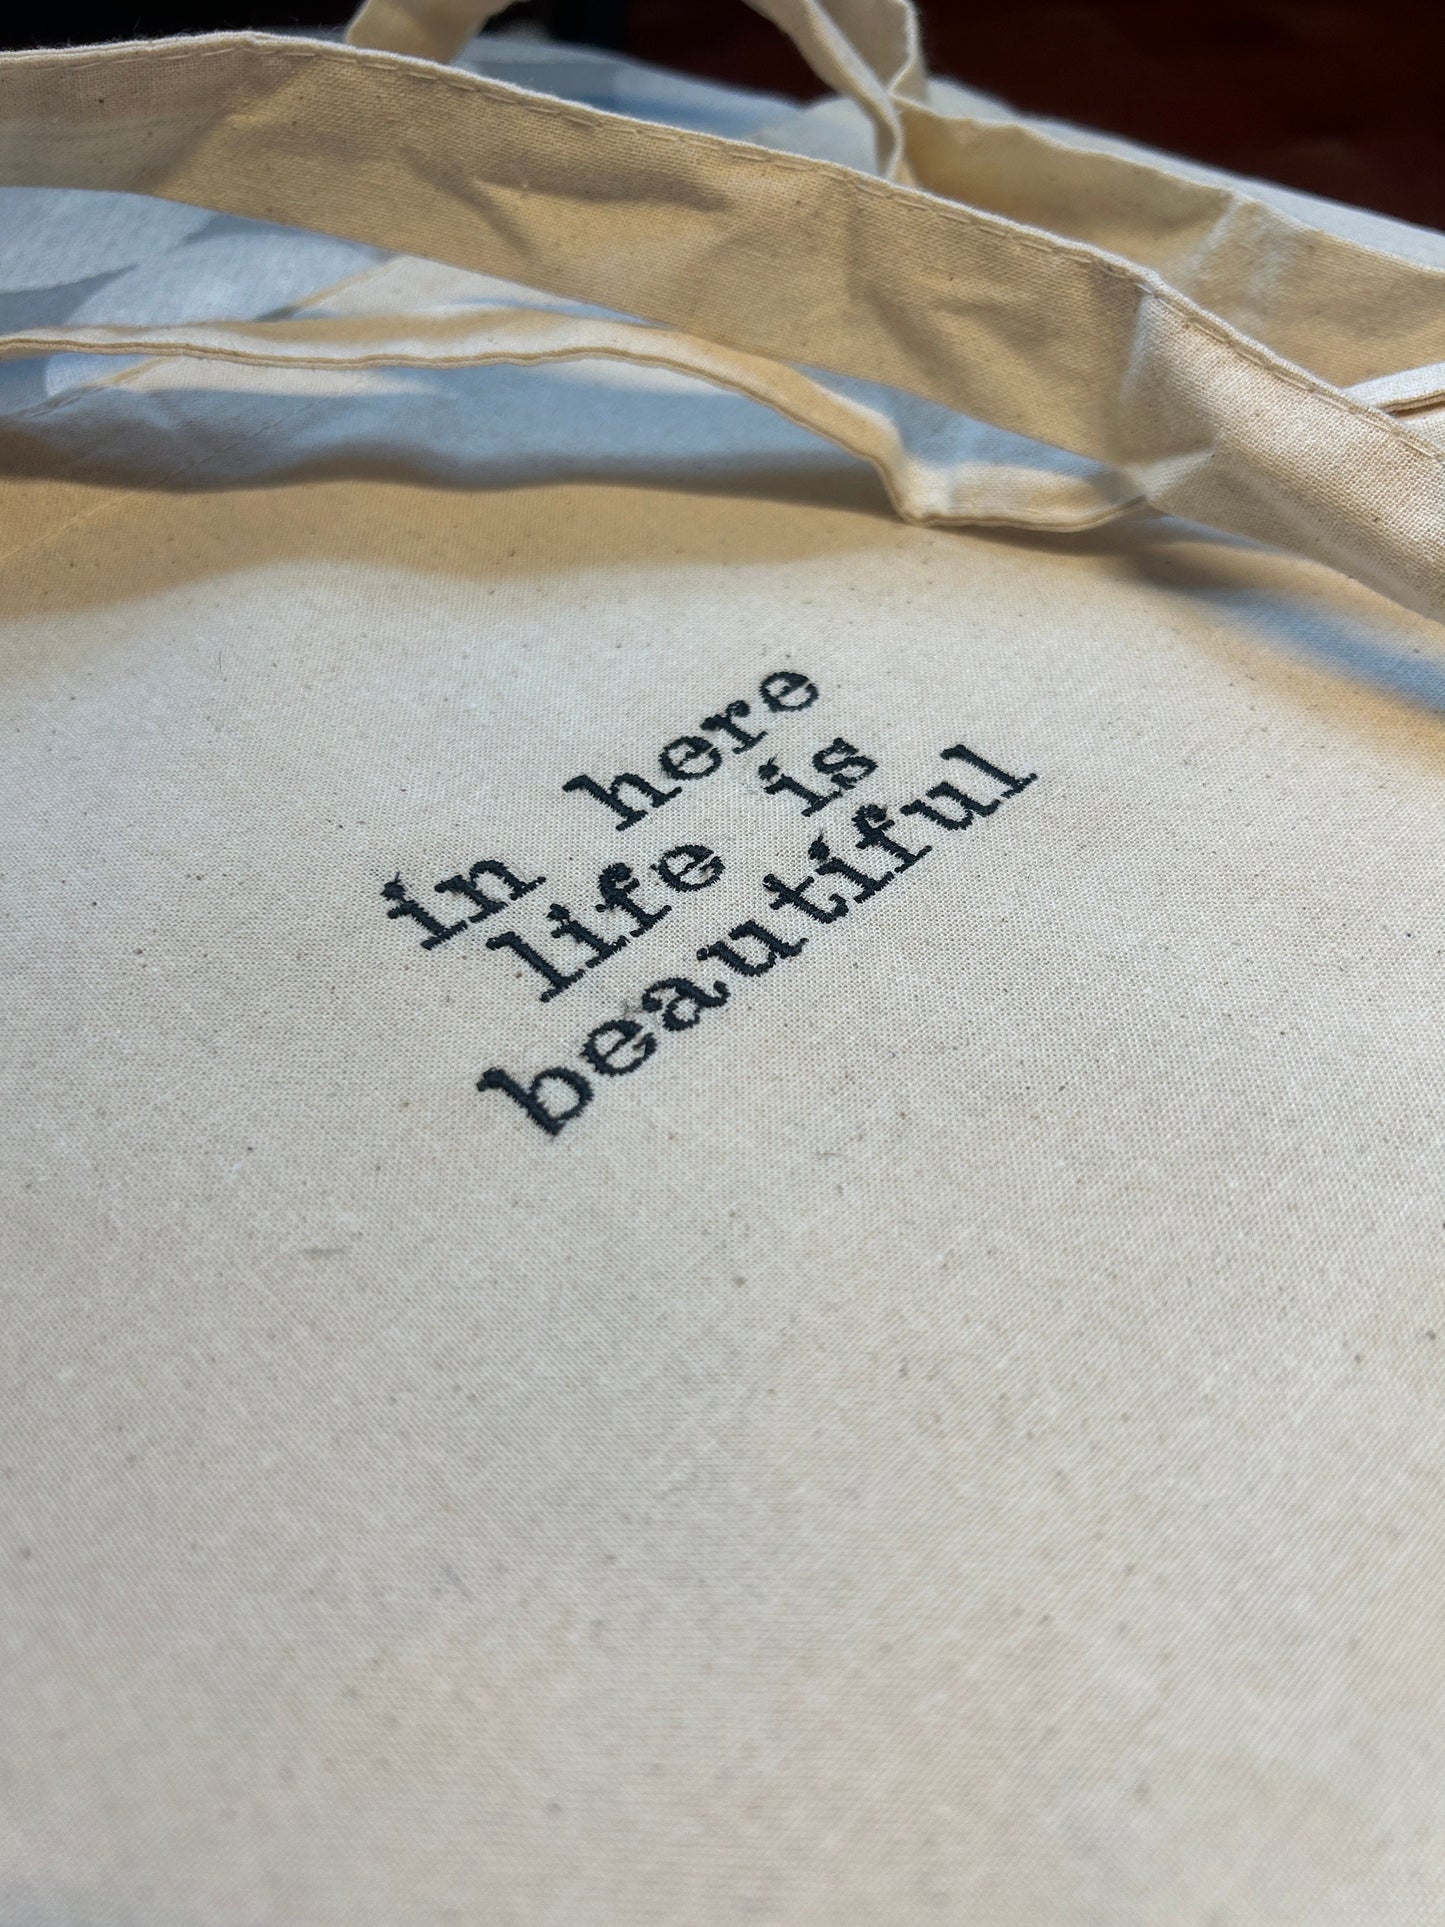 in here
life is
beautiful